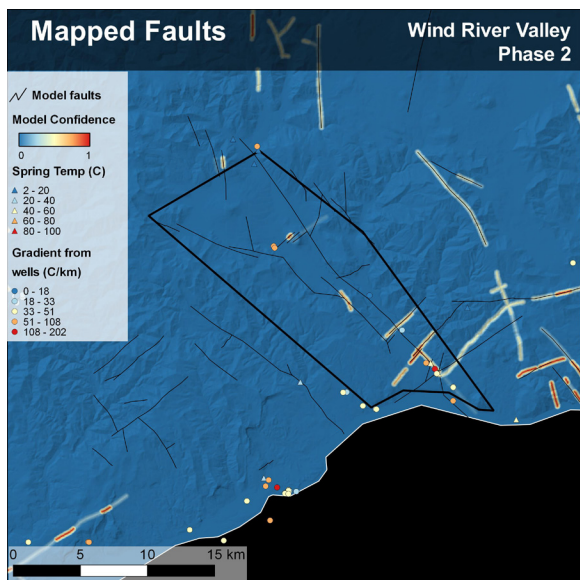 Mapped Faults
Wind River Valley
Phase 2
Model faults
Model Confidence
0
1
Spring Temp (C)
2 - 20
20 - 40
40 - 60
60 - 80
80 - 100
Gradient from
wells (C/km)
0 - 18
18 - 33
33 - 51
51 - 108
108 - 202
0
5
10
15 km